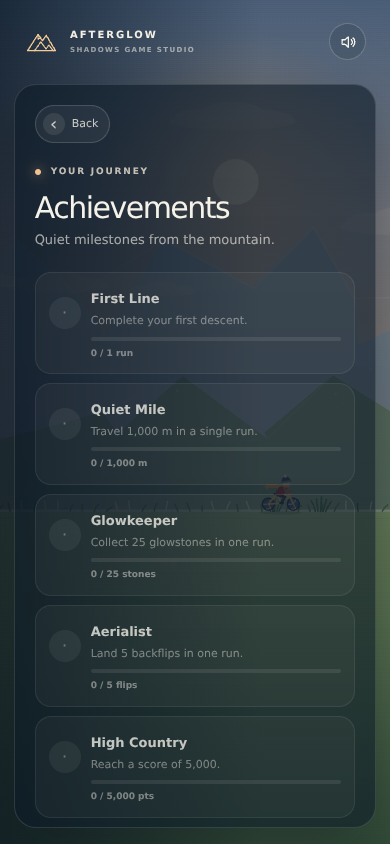 AFTERGLOW
SHADOWS GAME STUDIO
Back
YOUR JOURNEY
Achievements
Quiet milestones from the mountain.
First Line
Complete your first descent.
0 / 1 run
Quiet Mile
Travel 1,000 m in a single run.
0 / 1,000 m
Glowkeeper
Collect 25 glowstones in one run.
0 / 25 stones
Aerialist
Land 5 backflips in one run.
0 / 5 flips
High Country
Reach a score of 5,000.
0 / 5,000 pts